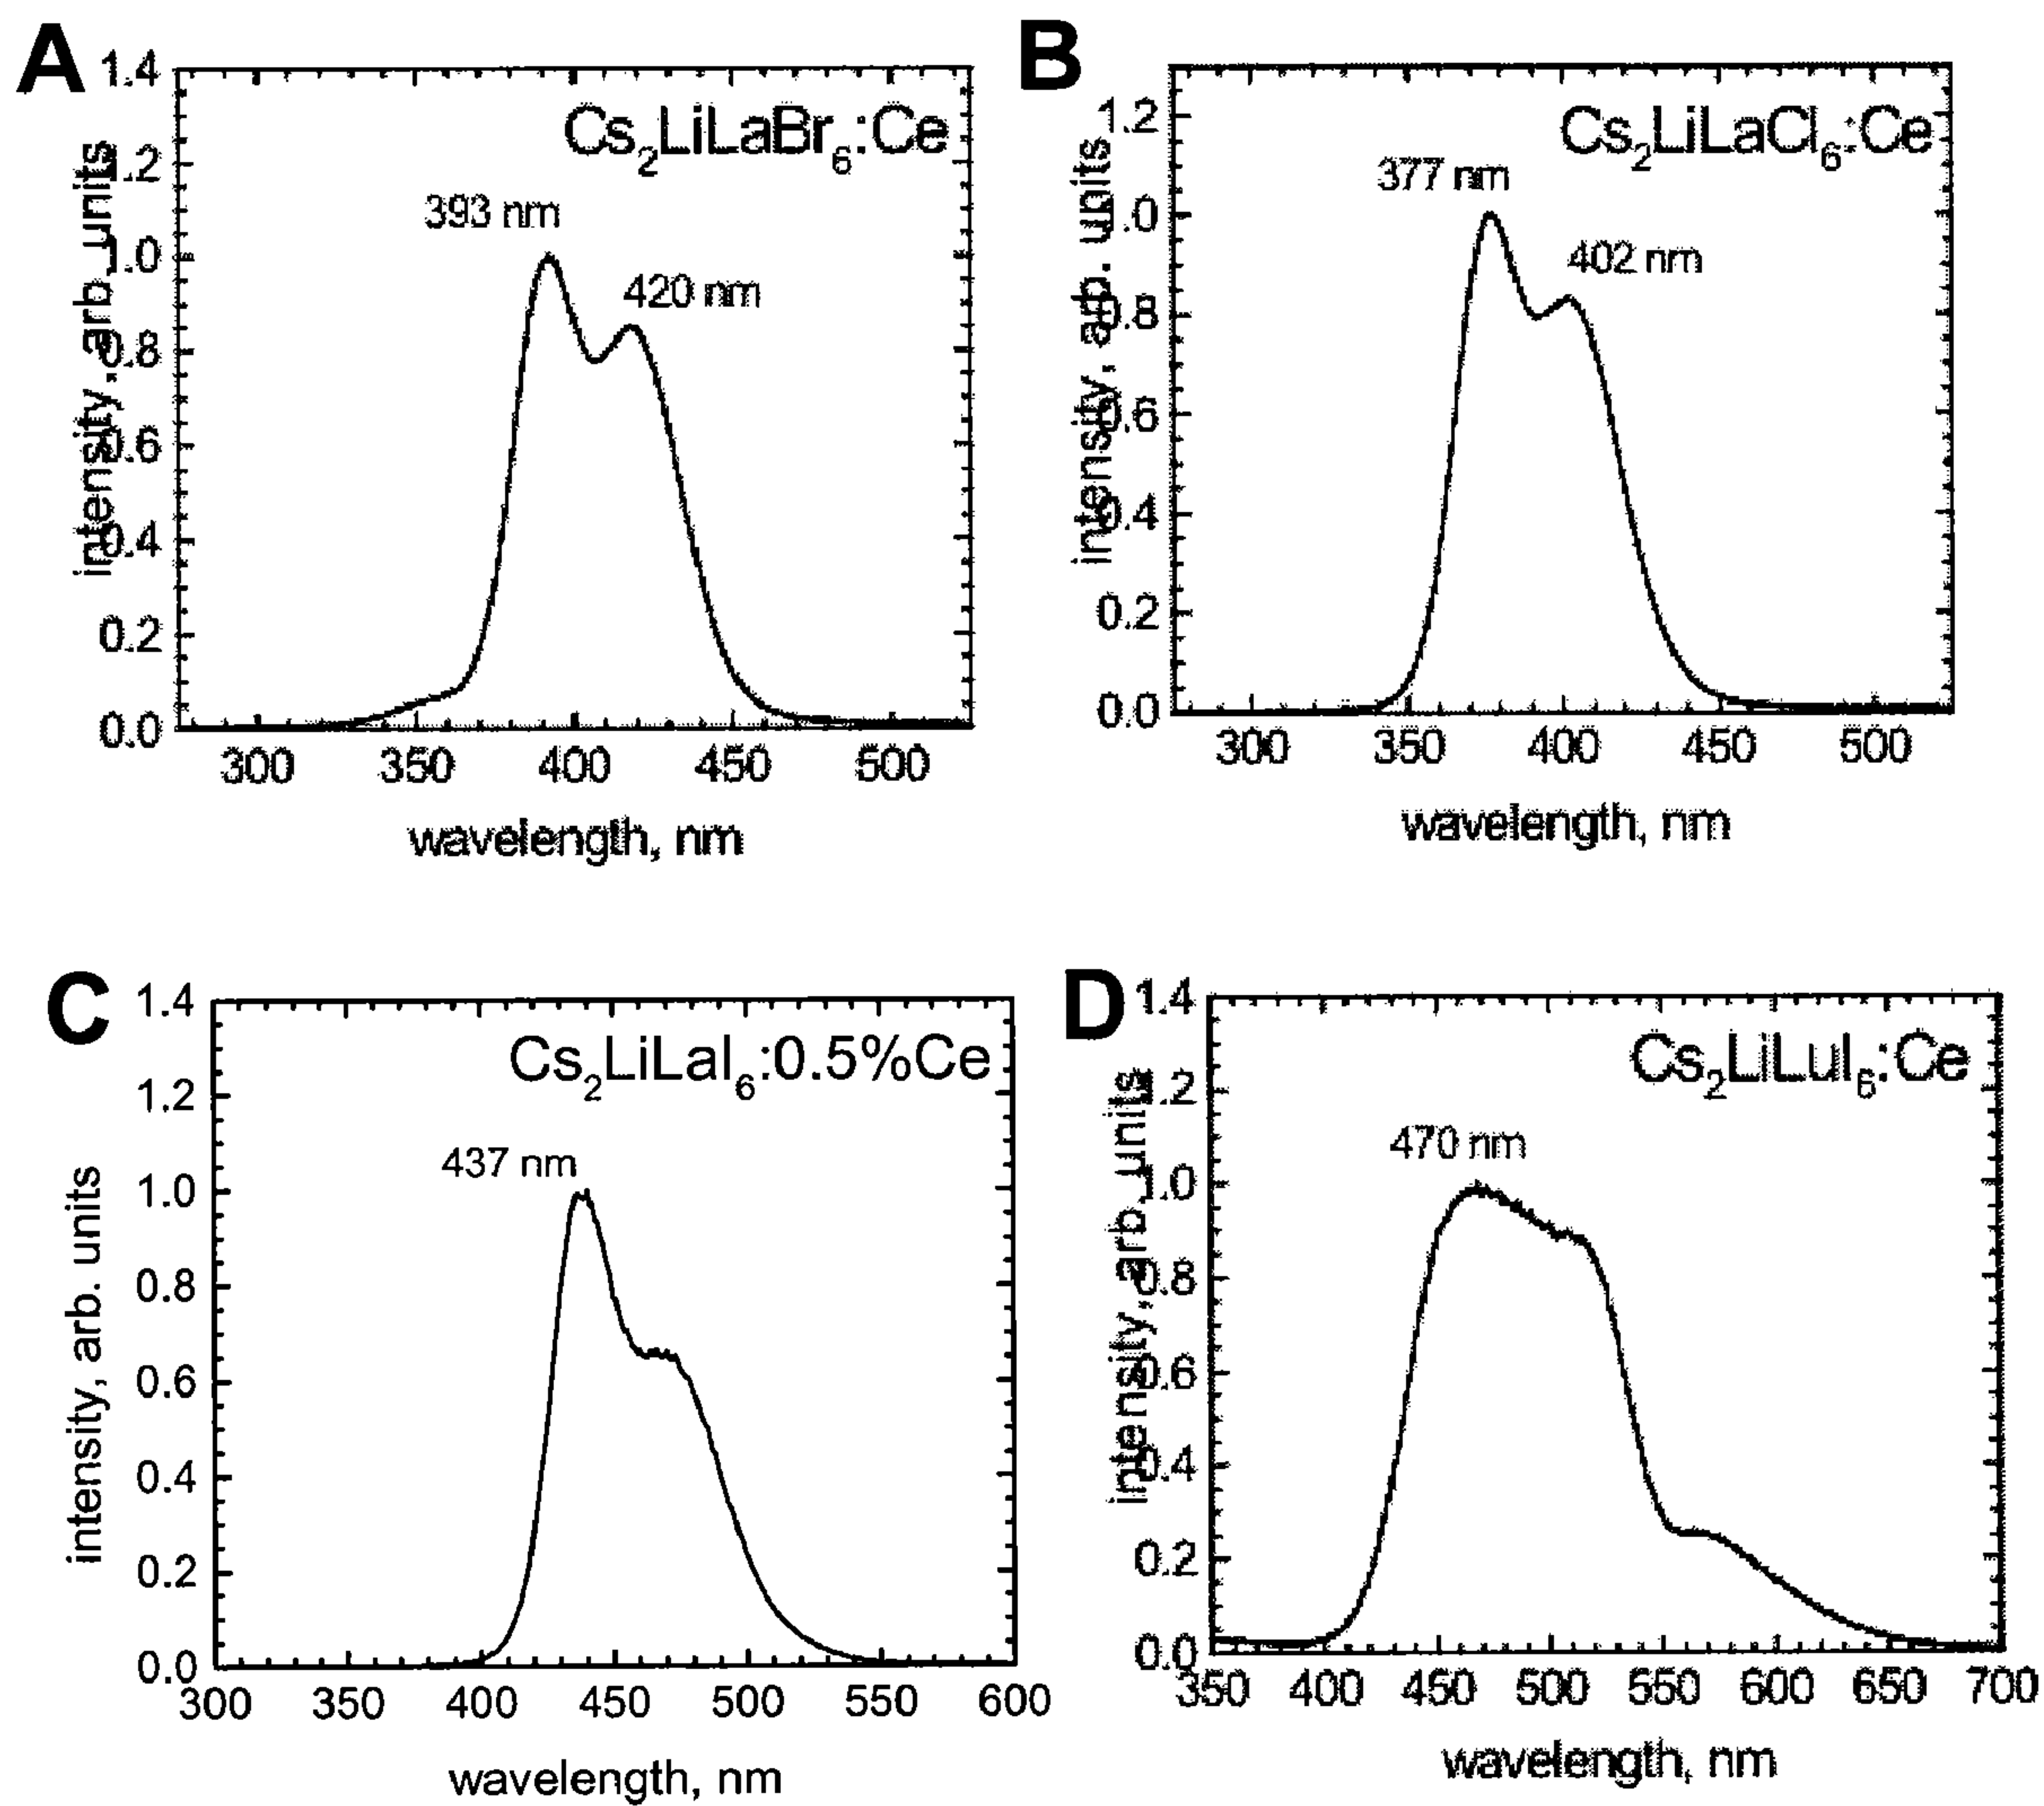 A
Cs2LiLaBr6:Ce
393 nm
420 nm
intensity, arb. units
1.4
1.2
1.0
0.8
0.6
0.4
0.2
0.0
300 350 400 450 500
wavelength, nm
B
Cs2LiLaCl6:Ce
377 nm
402 nm
intensity, arb. units
1.2
1.0
0.8
0.6
0.4
0.2
0.0
300 350 400 450 500
wavelength, nm
C
Cs2LiLaI6:0.5%Ce
437 nm
intensity, arb. units
1.4
1.2
1.0
0.8
0.6
0.4
0.2
0.0
300 350 400 450 500 550 600
wavelength, nm
D
Cs2LiLuI6:Ce
470 nm
intensity, arb. units
1.4
1.2
1.0
0.8
0.6
0.4
0.2
0.0
350 400 450 500 550 600 650 700
wavelength, nm